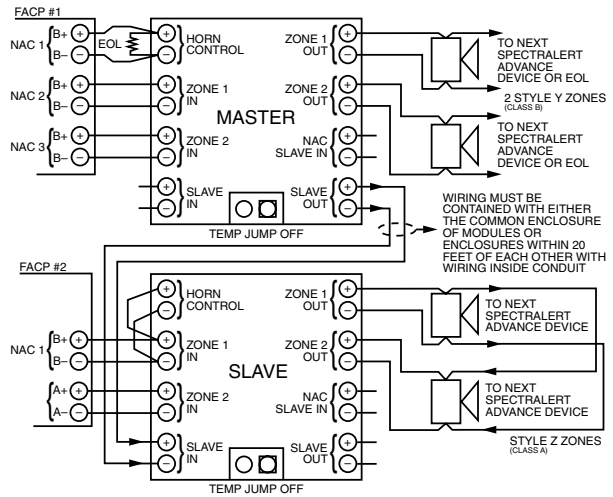 FACP #1
NAC 1 { B+ +
B– –
EOL
+ HORN
– CONTROL
NAC 2 { B+ +
B– –
+ ZONE 1
– IN
NAC 3 { B+ +
B– –
+ ZONE 2
– IN
+ SLAVE
– IN
MASTER
ZONE 1 +
OUT –
ZONE 2 +
OUT –
NAC +
SLAVE IN –
SLAVE +
OUT –
TEMP JUMP OFF
TO NEXT
SPECTRALERT
ADVANCE
DEVICE OR EOL
2 STYLE Y ZONES
(CLASS B)
TO NEXT
SPECTRALERT
ADVANCE
DEVICE OR EOL
WIRING MUST BE
CONTAINED WITH EITHER
THE COMMON ENCLOSURE
OF MODULES OR
ENCLOSURES WITHIN 20
FEET OF EACH OTHER WITH
WIRING INSIDE CONDUIT
FACP #2
NAC 1 { B+ +
B– –
A+ +
A– –
+ HORN
– CONTROL
+ ZONE 1
– IN
+ ZONE 2
– IN
+ SLAVE
– IN
SLAVE
ZONE 1 +
OUT –
ZONE 2 +
OUT –
NAC +
SLAVE IN –
SLAVE +
OUT –
TEMP JUMP OFF
TO NEXT
SPECTRALERT
ADVANCE DEVICE
TO NEXT
SPECTRALERT
ADVANCE DEVICE
STYLE Z ZONES
(CLASS A)